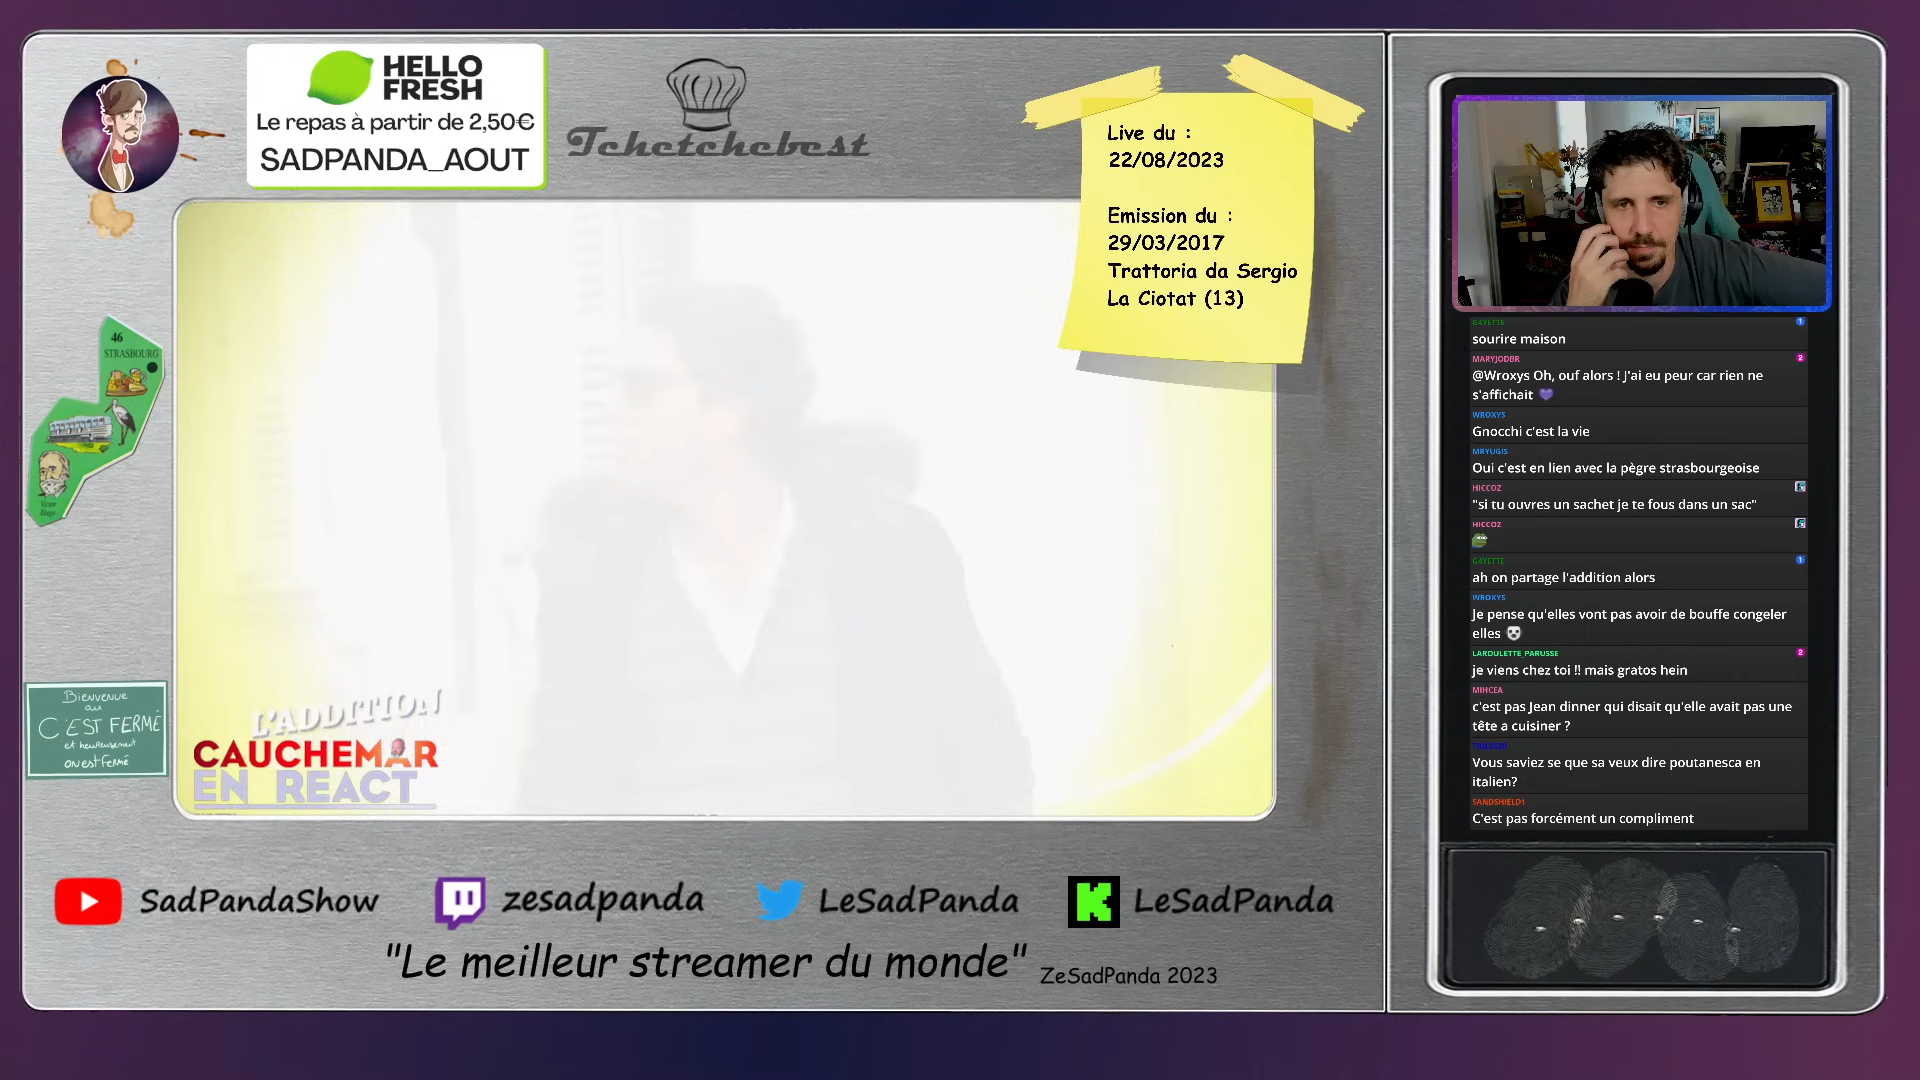 HELLO
FRESH
Le repas à partir de 2,50€
SADPANDA_AOUT
Tchetchebest
Live du :
22/08/2023
Emission du :
29/03/2017
Trattoria da Sergio
La Ciotat (13)
46
STRASBOURG
Victor
Hugo
Bienvenue
au
C'EST FERMÉ
et heureusement
on est fermé
L'ADDITION
CAUCHEMAR
EN REACT
SadPandaShow
zesadpanda
LeSadPanda
LeSadPanda
"Le meilleur streamer du monde"
ZeSadPanda 2023
G4YETTE
sourire maison
MARYJODBR
@Wroxys Oh, ouf alors ! J'ai eu peur car rien ne
s'affichait
WROXYS
Gnocchi c'est la vie
MRYUGIS
Oui c'est en lien avec la pègre strasbourgeoise
HICCOZ
"si tu ouvres un sachet je te fous dans un sac"
HICCOZ
G4YETTE
ah on partage l'addition alors
WROXYS
Je pense qu'elles vont pas avoir de bouffe congeler
elles
LAROULETTE_PARUSSE
je viens chez toi !! mais gratos hein
MIHCEA
c'est pas Jean dinner qui disait qu'elle avait pas une
tête a cuisiner ?
Vous saviez se que sa veux dire poutanesca en
italien?
SANDSHIELD1
C'est pas forcément un compliment